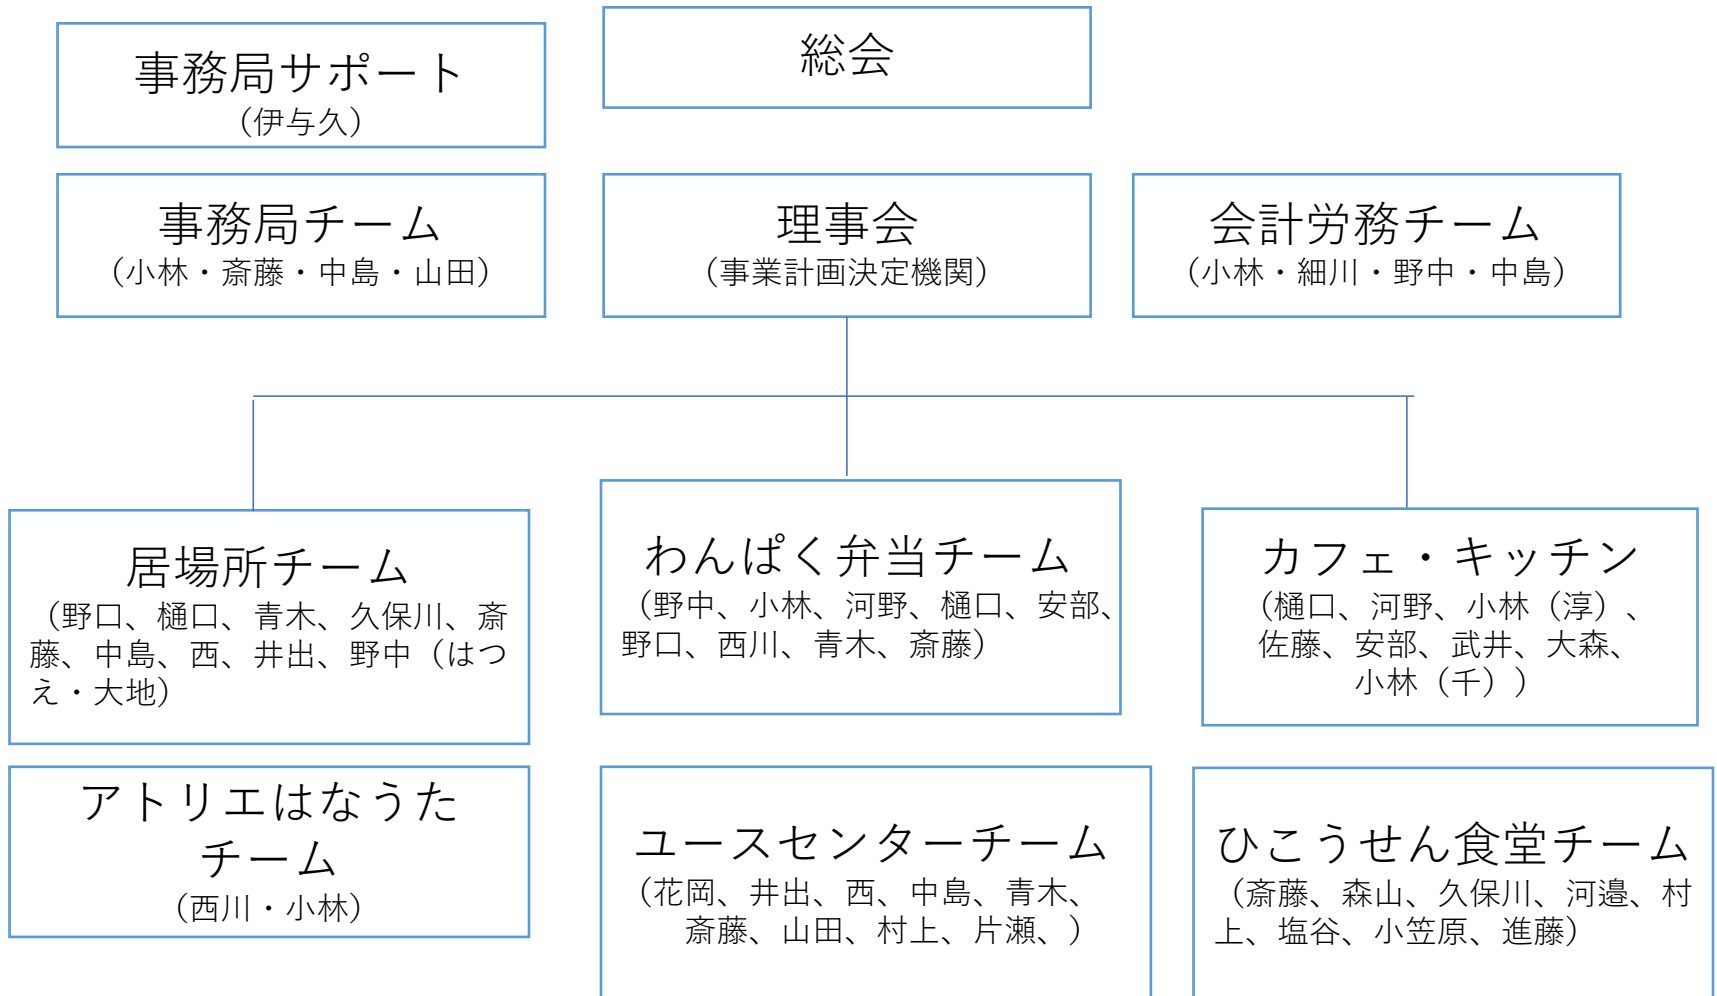 事務局サポート
（伊与久）
総会
事務局チーム
（小林・斎藤・中島・山田）
理事会
（事業計画決定機関）
会計労務チーム
（小林・細川・野中・中島）
居場所チーム
（野口、樋口、青木、久保川、斎
藤、中島、西、井出、野中（はつ
え・大地）
わんぱく弁当チーム
（野中、小林、河野、樋口、安部、
野口、西川、青木、斎藤）
カフェ・キッチン
（樋口、河野、小林（淳）、
佐藤、安部、武井、大森、
小林（千））
アトリエはなうた
チーム
（西川・小林）
ユースセンターチーム
（花岡、井出、西、中島、青木、
斎藤、山田、村上、片瀬、）
ひこうせん食堂チーム
（斎藤、森山、久保川、河邉、村
上、塩谷、小笠原、進藤）